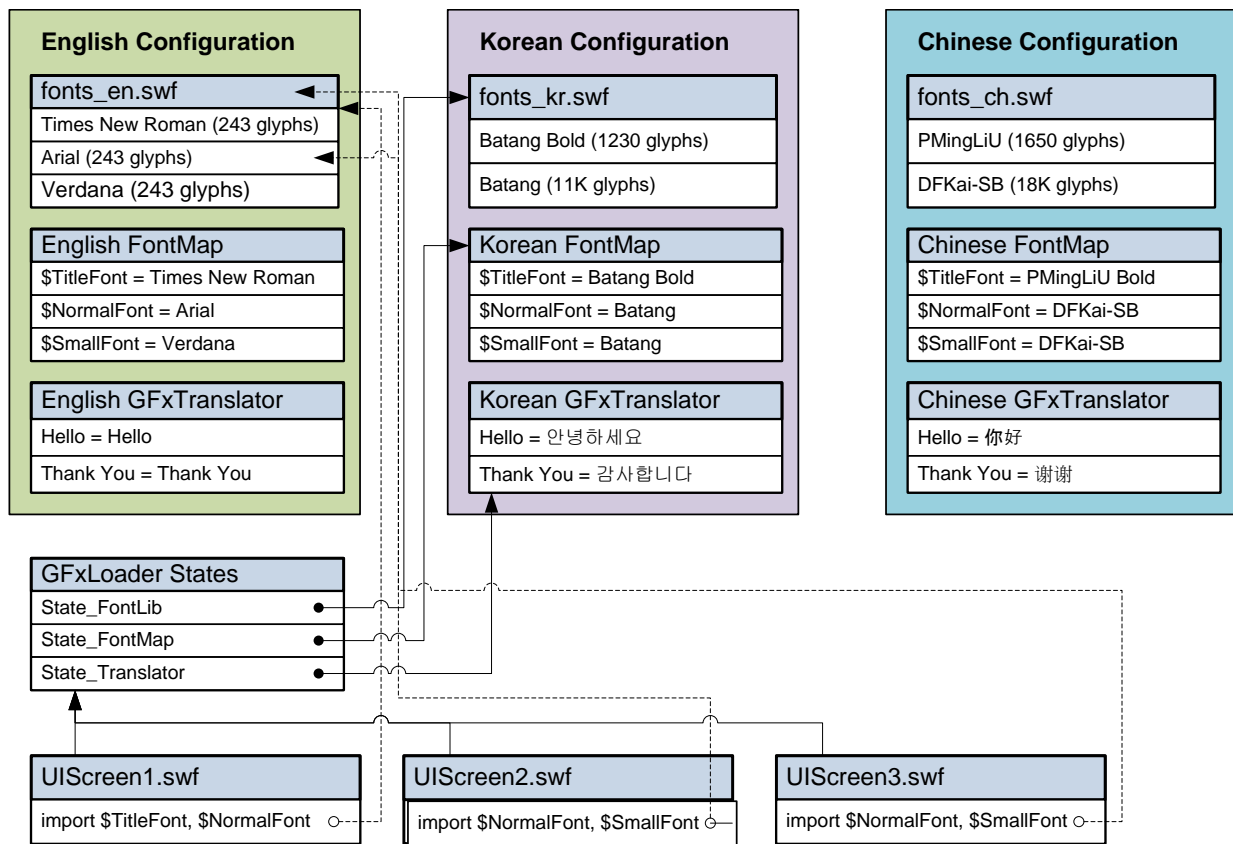 English Configuration
fonts_en.swf
Times New Roman (243 glyphs)
Arial (243 glyphs)
Verdana (243 glyphs)
English FontMap
$TitleFont = Times New Roman
$NormalFont = Arial
$SmallFont = Verdana
English GFxTranslator
Hello = Hello
Thank You = Thank You
Korean Configuration
fonts_kr.swf
Batang Bold (1230 glyphs)
Batang (11K glyphs)
Korean FontMap
$TitleFont = Batang Bold
$NormalFont = Batang
$SmallFont = Batang
Korean GFxTranslator
Hello = 안녕하세요
Thank You = 감사합니다
Chinese Configuration
fonts_ch.swf
PMingLiU (1650 glyphs)
DFKai-SB (18K glyphs)
Chinese FontMap
$TitleFont = PMingLiU Bold
$NormalFont = DFKai-SB
$SmallFont = DFKai-SB
Chinese GFxTranslator
Hello = 你好
Thank You = 谢谢
GFxLoader States
State_FontLib
State_FontMap
State_Translator
UIScreen1.swf
import $TitleFont, $NormalFont
UIScreen2.swf
import $NormalFont, $SmallFont
UIScreen3.swf
import $NormalFont, $SmallFont